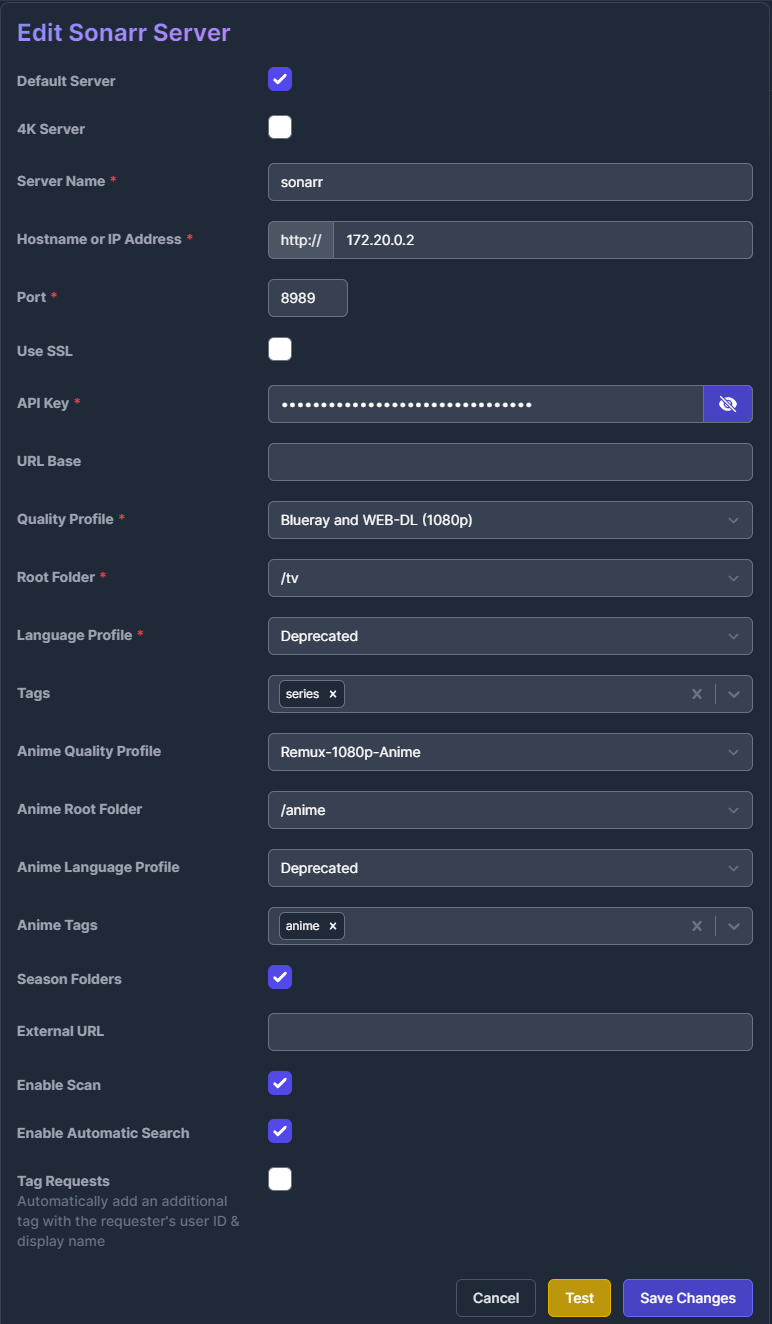 Edit Sonarr Server
Default Server
4K Server
Server Name *
sonarr
Hostname or IP Address *
http://
172.20.0.2
Port *
8989
Use SSL
API Key *
••••••••••••••••••••••••••••••••
URL Base
Quality Profile *
Blueray and WEB-DL (1080p)
Root Folder *
/tv
Language Profile *
Deprecated
Tags
series ×
Anime Quality Profile
Remux-1080p-Anime
Anime Root Folder
/anime
Anime Language Profile
Deprecated
Anime Tags
anime ×
Season Folders
External URL
Enable Scan
Enable Automatic Search
Tag Requests
Automatically add an additional
tag with the requester's user ID &
display name
Cancel
Test
Save Changes